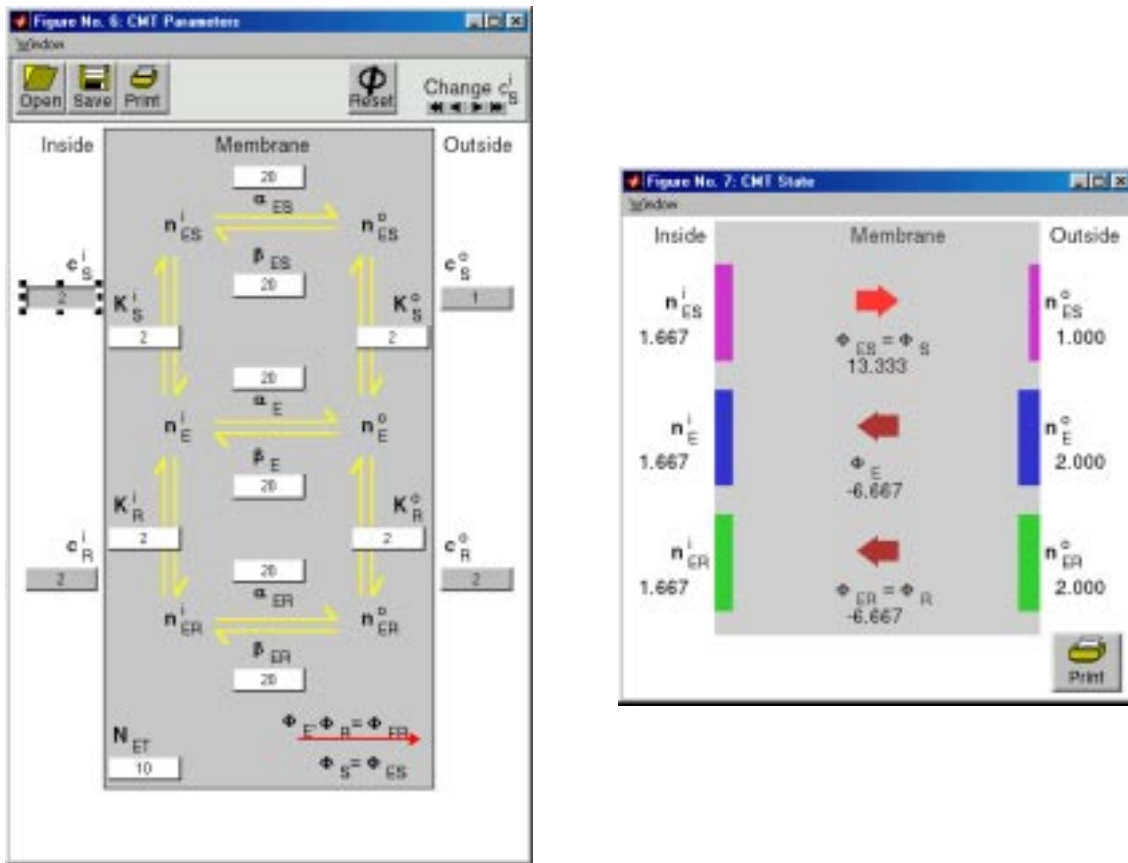 Figure No. 6: CMT Parameters
Window
Open Save Print Reset Change c^i_S
Inside Membrane Outside
20
α_ES
n^i_ES n^o_ES
β_ES
20
c^i_S c^o_S
2 1
K^i_S K^o_S
2 2
20
α_E
n^i_E n^o_E
β_E
20
K^i_R K^o_R
2 2
c^i_R c^o_R
2 2
20
α_ER
n^i_ER n^o_ER
β_ER
20
Φ_E Φ_R = Φ_ER
N_ET
10
Φ_S = Φ_ES
Figure No. 7: CMT State
Window
Inside Membrane Outside
n^i_ES n^o_ES
1.667 1.000
Φ_ES = Φ_S
13.333
n^i_E n^o_E
1.667 2.000
Φ_E
-6.667
n^i_ER n^o_ER
1.667 2.000
Φ_ER = Φ_R
-6.667
Print